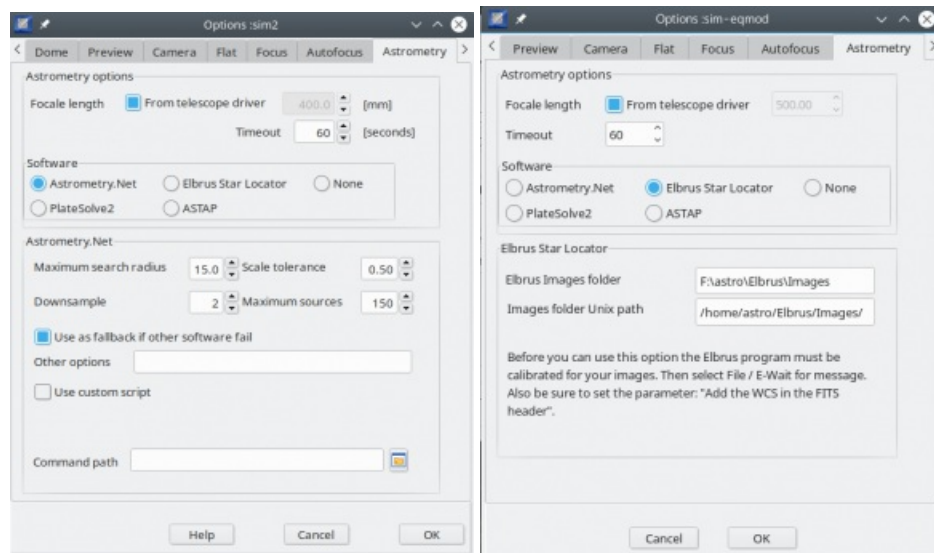 Options :sim2
Dome Preview Camera Flat Focus Autofocus Astrometry
Astrometry options
Focale length From telescope driver 400.0 [mm]
Timeout 60 [seconds]
Software
Astrometry.Net Elbrus Star Locator None
PlateSolve2 ASTAP
Astrometry.Net
Maximum search radius 15.0 Scale tolerance 0.50
Downsample 2 Maximum sources 150
Use as fallback if other software fail
Other options
Use custom script
Command path
Help Cancel OK
Options :sim-eqmod
Preview Camera Flat Focus Autofocus Astrometry
Astrometry options
Focale length From telescope driver 500.00
Timeout 60
Software
Astrometry.Net Elbrus Star Locator None
PlateSolve2 ASTAP
Elbrus Star Locator
Elbrus Images folder F:\astro\Elbrus\Images
Images folder Unix path /home/astro/Elbrus/Images/
Before you can use this option the Elbrus program must be
calibrated for your images. Then select File / E-Wait for message.
Also be sure to set the parameter: "Add the WCS in the FITS
header".
Cancel OK